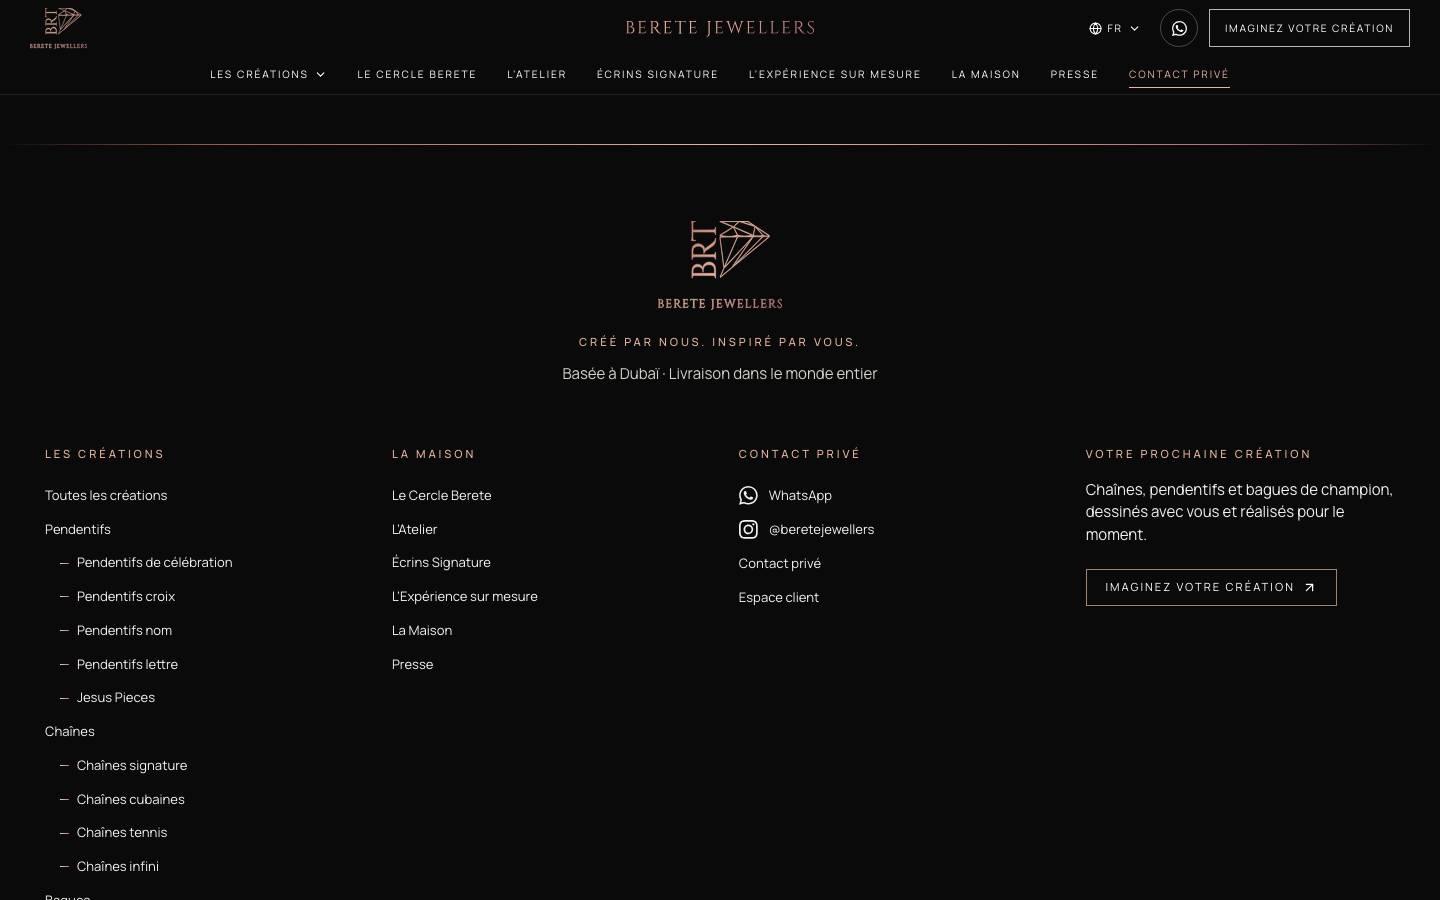 BRT
BERETE JEWELLERS
BERETE JEWELLERS
FR
IMAGINEZ VOTRE CRÉATION
LES CRÉATIONS
LE CERCLE BERETE
L'ATELIER
ÉCRINS SIGNATURE
L'EXPÉRIENCE SUR MESURE
LA MAISON
PRESSE
CONTACT PRIVÉ
BRT
BERETE JEWELLERS
CRÉÉ PAR NOUS. INSPIRÉ PAR VOUS.
Basée à Dubaï · Livraison dans le monde entier
LES CRÉATIONS
Toutes les créations
Pendentifs
— Pendentifs de célébration
— Pendentifs croix
— Pendentifs nom
— Pendentifs lettre
— Jesus Pieces
Chaînes
— Chaînes signature
— Chaînes cubaines
— Chaînes tennis
— Chaînes infini
Bagues
LA MAISON
Le Cercle Berete
L'Atelier
Écrins Signature
L'Expérience sur mesure
La Maison
Presse
CONTACT PRIVÉ
WhatsApp
@beretejewellers
Contact privé
Espace client
VOTRE PROCHAINE CRÉATION
Chaînes, pendentifs et bagues de champion,
dessinés avec vous et réalisés pour le
moment.
IMAGINEZ VOTRE CRÉATION